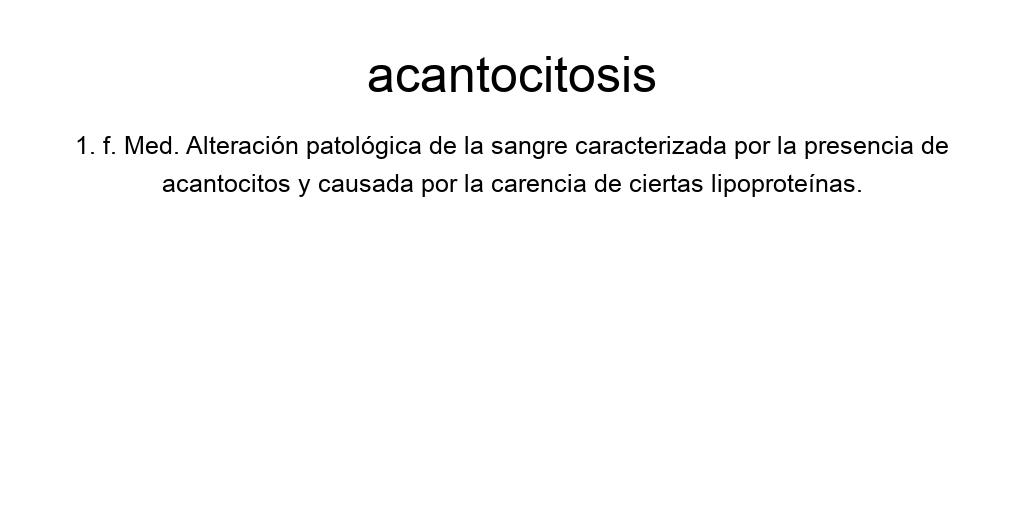 acantocitosis
1. f. Med. Alteración patológica de la sangre caracterizada por la presencia de
acantocitos y causada por la carencia de ciertas lipoproteínas.